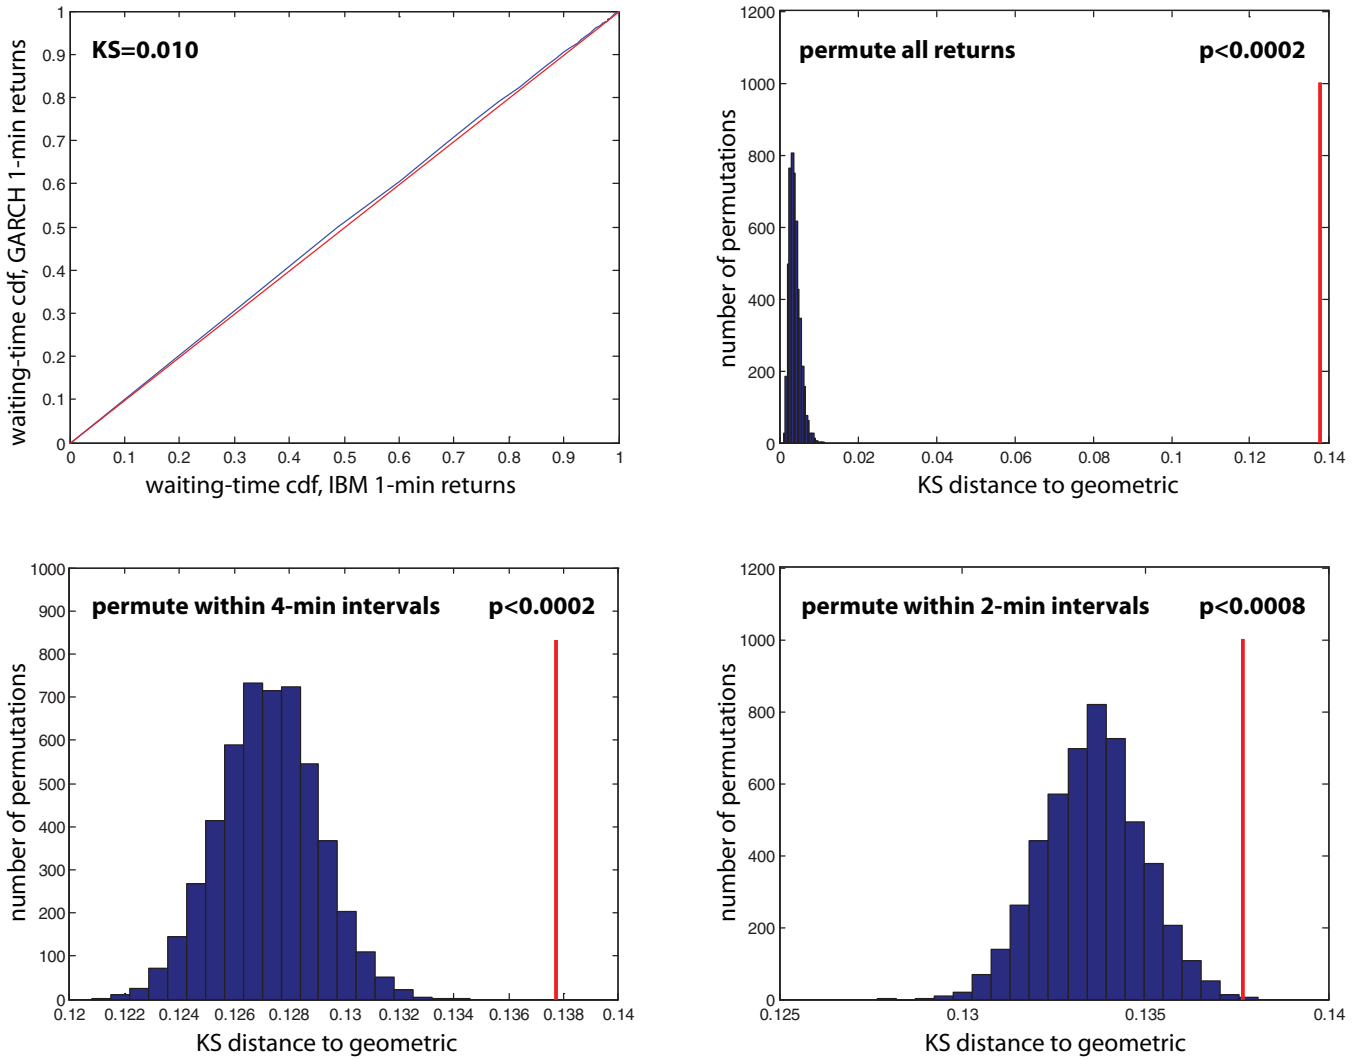 KS=0.010
waiting-time cdf, GARCH 1-min returns
1
0.9
0.8
0.7
0.6
0.5
0.4
0.3
0.2
0.1
0
0 0.1 0.2 0.3 0.4 0.5 0.6 0.7 0.8 0.9 1
waiting-time cdf, IBM 1-min returns
permute all returns p<0.0002
number of permutations
1200
1000
800
600
400
200
0
0 0.02 0.04 0.06 0.08 0.1 0.12 0.14
KS distance to geometric
permute within 4-min intervals p<0.0002
number of permutations
1000
900
800
700
600
500
400
300
200
100
0
0.12 0.122 0.124 0.126 0.128 0.13 0.132 0.134 0.136 0.138 0.14
KS distance to geometric
permute within 2-min intervals p<0.0008
number of permutations
1200
1000
800
600
400
200
0
0.125 0.13 0.135 0.14
KS distance to geometric